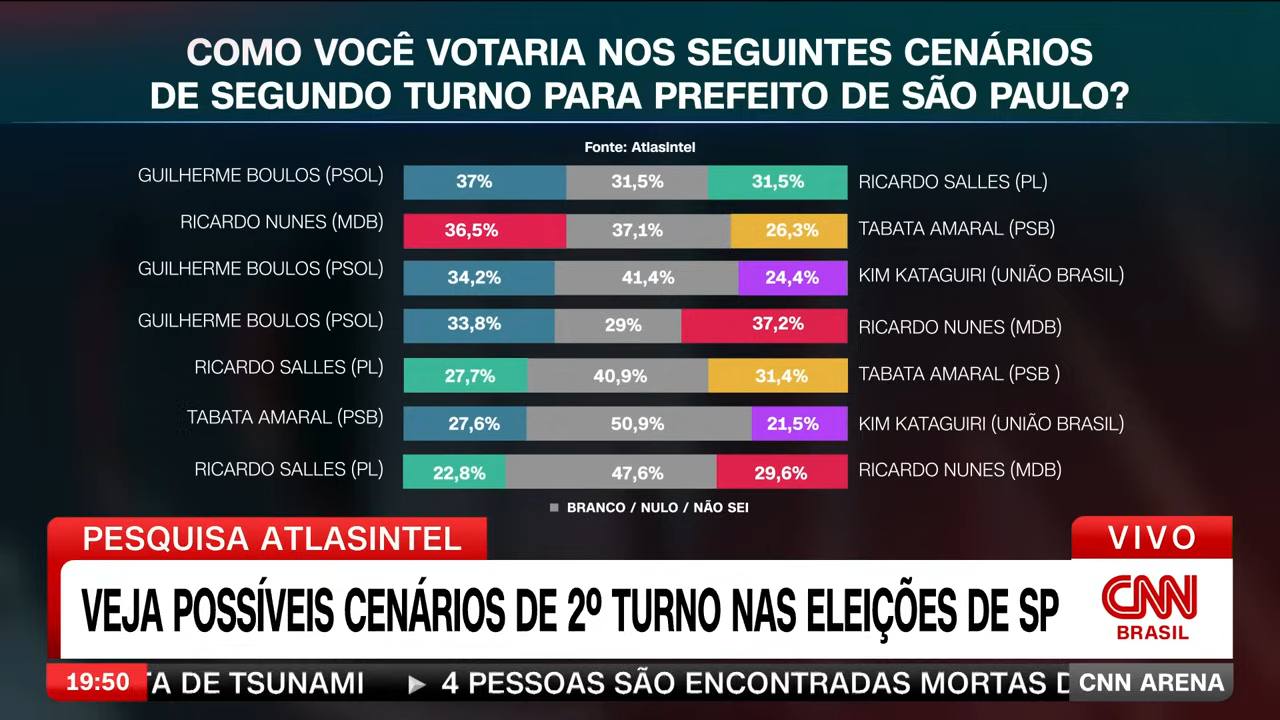 COMO VOCÊ VOTARIA NOS SEGUINTES CENÁRIOS
DE SEGUNDO TURNO PARA PREFEITO DE SÃO PAULO?
Fonte: AtlasIntel
GUILHERME BOULOS (PSOL) 37% 31,5% 31,5% RICARDO SALLES (PL)
RICARDO NUNES (MDB) 36,5% 37,1% 26,3% TABATA AMARAL (PSB)
GUILHERME BOULOS (PSOL) 34,2% 41,4% 24,4% KIM KATAGUIRI (UNIÃO BRASIL)
GUILHERME BOULOS (PSOL) 33,8% 29% 37,2% RICARDO NUNES (MDB)
RICARDO SALLES (PL) 27,7% 40,9% 31,4% TABATA AMARAL (PSB )
TABATA AMARAL (PSB) 27,6% 50,9% 21,5% KIM KATAGUIRI (UNIÃO BRASIL)
RICARDO SALLES (PL) 22,8% 47,6% 29,6% RICARDO NUNES (MDB)
BRANCO / NULO / NÃO SEI
PESQUISA ATLASINTEL
VIVO
VEJA POSSÍVEIS CENÁRIOS DE 2º TURNO NAS ELEIÇÕES DE SP
CNN
BRASIL
19:50 TA DE TSUNAMI 4 PESSOAS SÃO ENCONTRADAS MORTAS D CNN ARENA